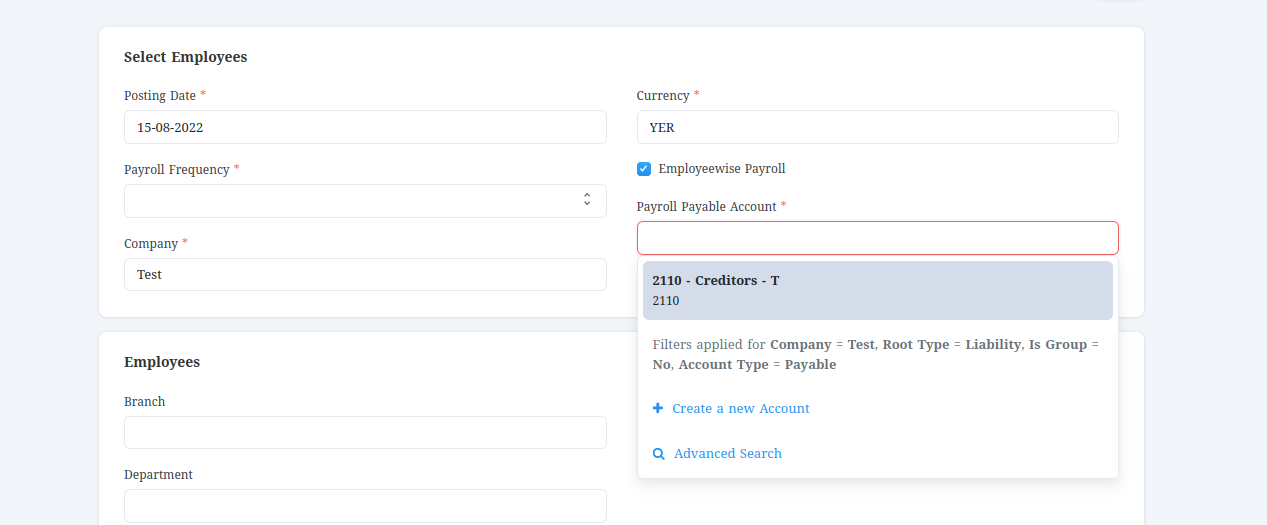 Select Employees
Posting Date *
15-08-2022
Payroll Frequency *
Company *
Test
Currency *
YER
Employeewise Payroll
Payroll Payable Account *
2110 - Creditors - T
2110
Filters applied for Company = Test, Root Type = Liability, Is Group =
No, Account Type = Payable
Create a new Account
Advanced Search
Employees
Branch
Department